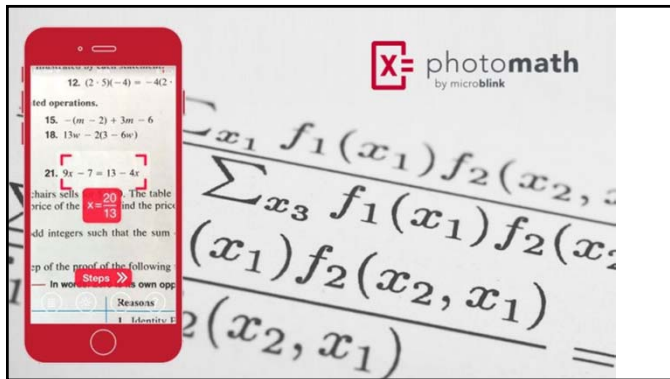 photomath
by microblink
12. (2 · 5)(−4) = −4(2 ·
ted operations.
15. −(m − 2) + 3m − 6
18. 13w − 2(3 − 6w)
21. 9x − 7 = 13 − 4x
chairs sells The table
price of the ind the price
x=20/13
dd integers such that the sum
ep of the proof of the following
Steps
In wor s own opp
Reasons
1. Identity
∑x₁ f₁(x₁)f₂(x₂,
∑x₃ f₁(x₁)f₂(x₂
(x₁)f₂(x₂, x₁)
₂(x₂, x₁) =